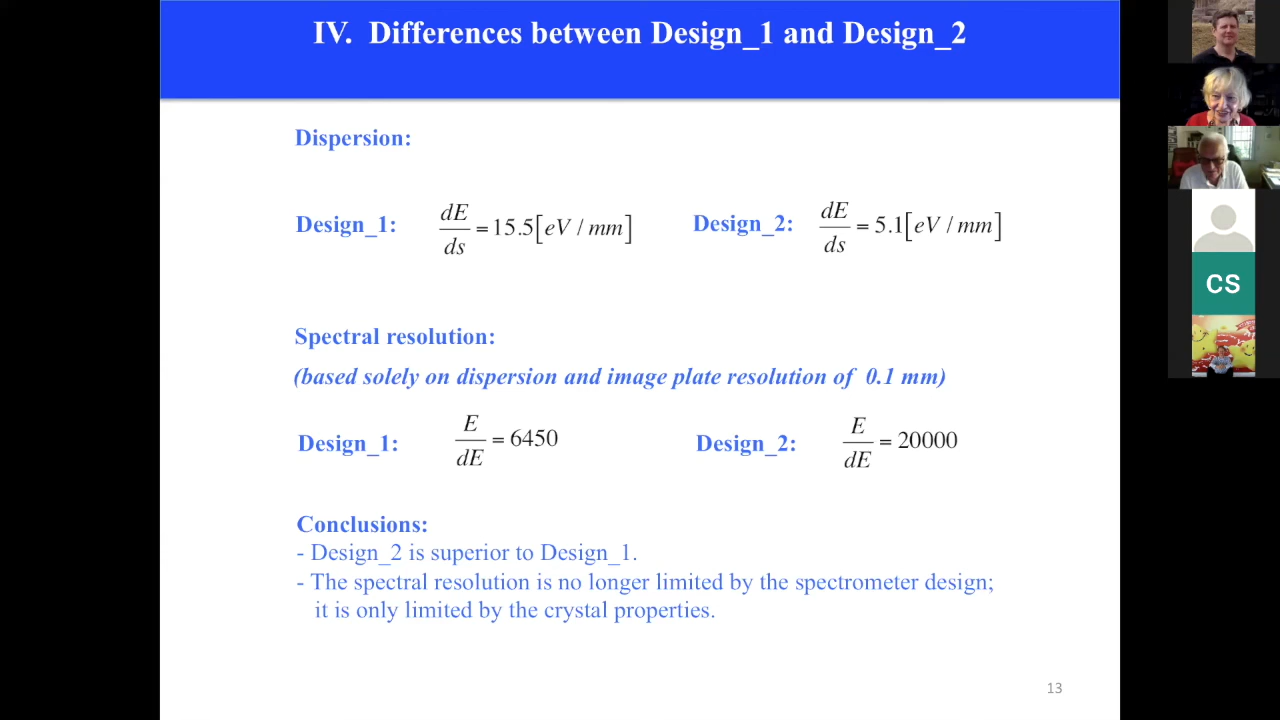 IV. Differences between Design_1 and Design_2
Dispersion:
Design_1: dE/ds = 15.5[eV / mm] Design_2: dE/ds = 5.1[eV / mm]
Spectral resolution:
(based solely on dispersion and image plate resolution of 0.1 mm)
Design_1: E/dE = 6450 Design_2: E/dE = 20000
Conclusions:
- Design_2 is superior to Design_1.
- The spectral resolution is no longer limited by the spectrometer design;
it is only limited by the crystal properties.
13
CS